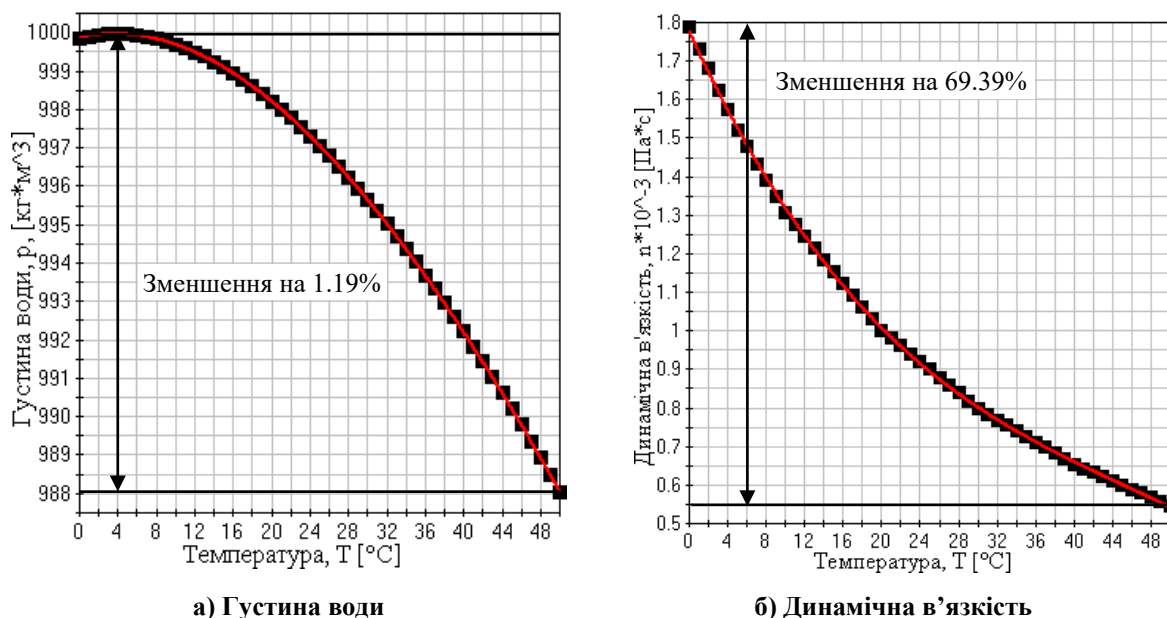 1000
999
998
997
996
995
994
993
992
991
990
989
988
Густина води, р, [кг*м^3]
Зменшення на 1.19%
0 4 8 12 16 20 24 28 32 36 40 44 48
Температура, Т [°С]
а) Густина води
1.8
1.7
1.6
1.5
1.4
1.3
1.2
1.1
1
0.9
0.8
0.7
0.6
0.5
Динамічна в'язкість, n*10^-3 [Па*с]
Зменшення на 69.39%
0 4 8 12 16 20 24 28 32 36 40 44 48
Температура, Т [°С]
б) Динамічна в’язкість